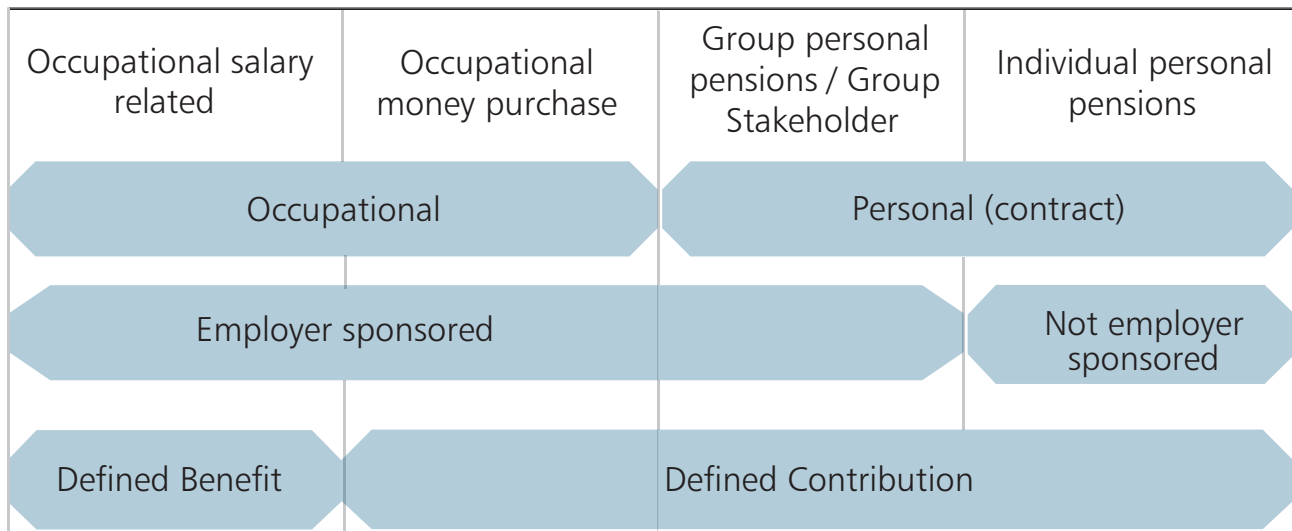 Occupational salary
related
Occupational
money purchase
Group personal
pensions / Group
Stakeholder
Individual personal
pensions
Occupational
Personal (contract)
Employer sponsored
Not employer
sponsored
Defined Benefit
Defined Contribution